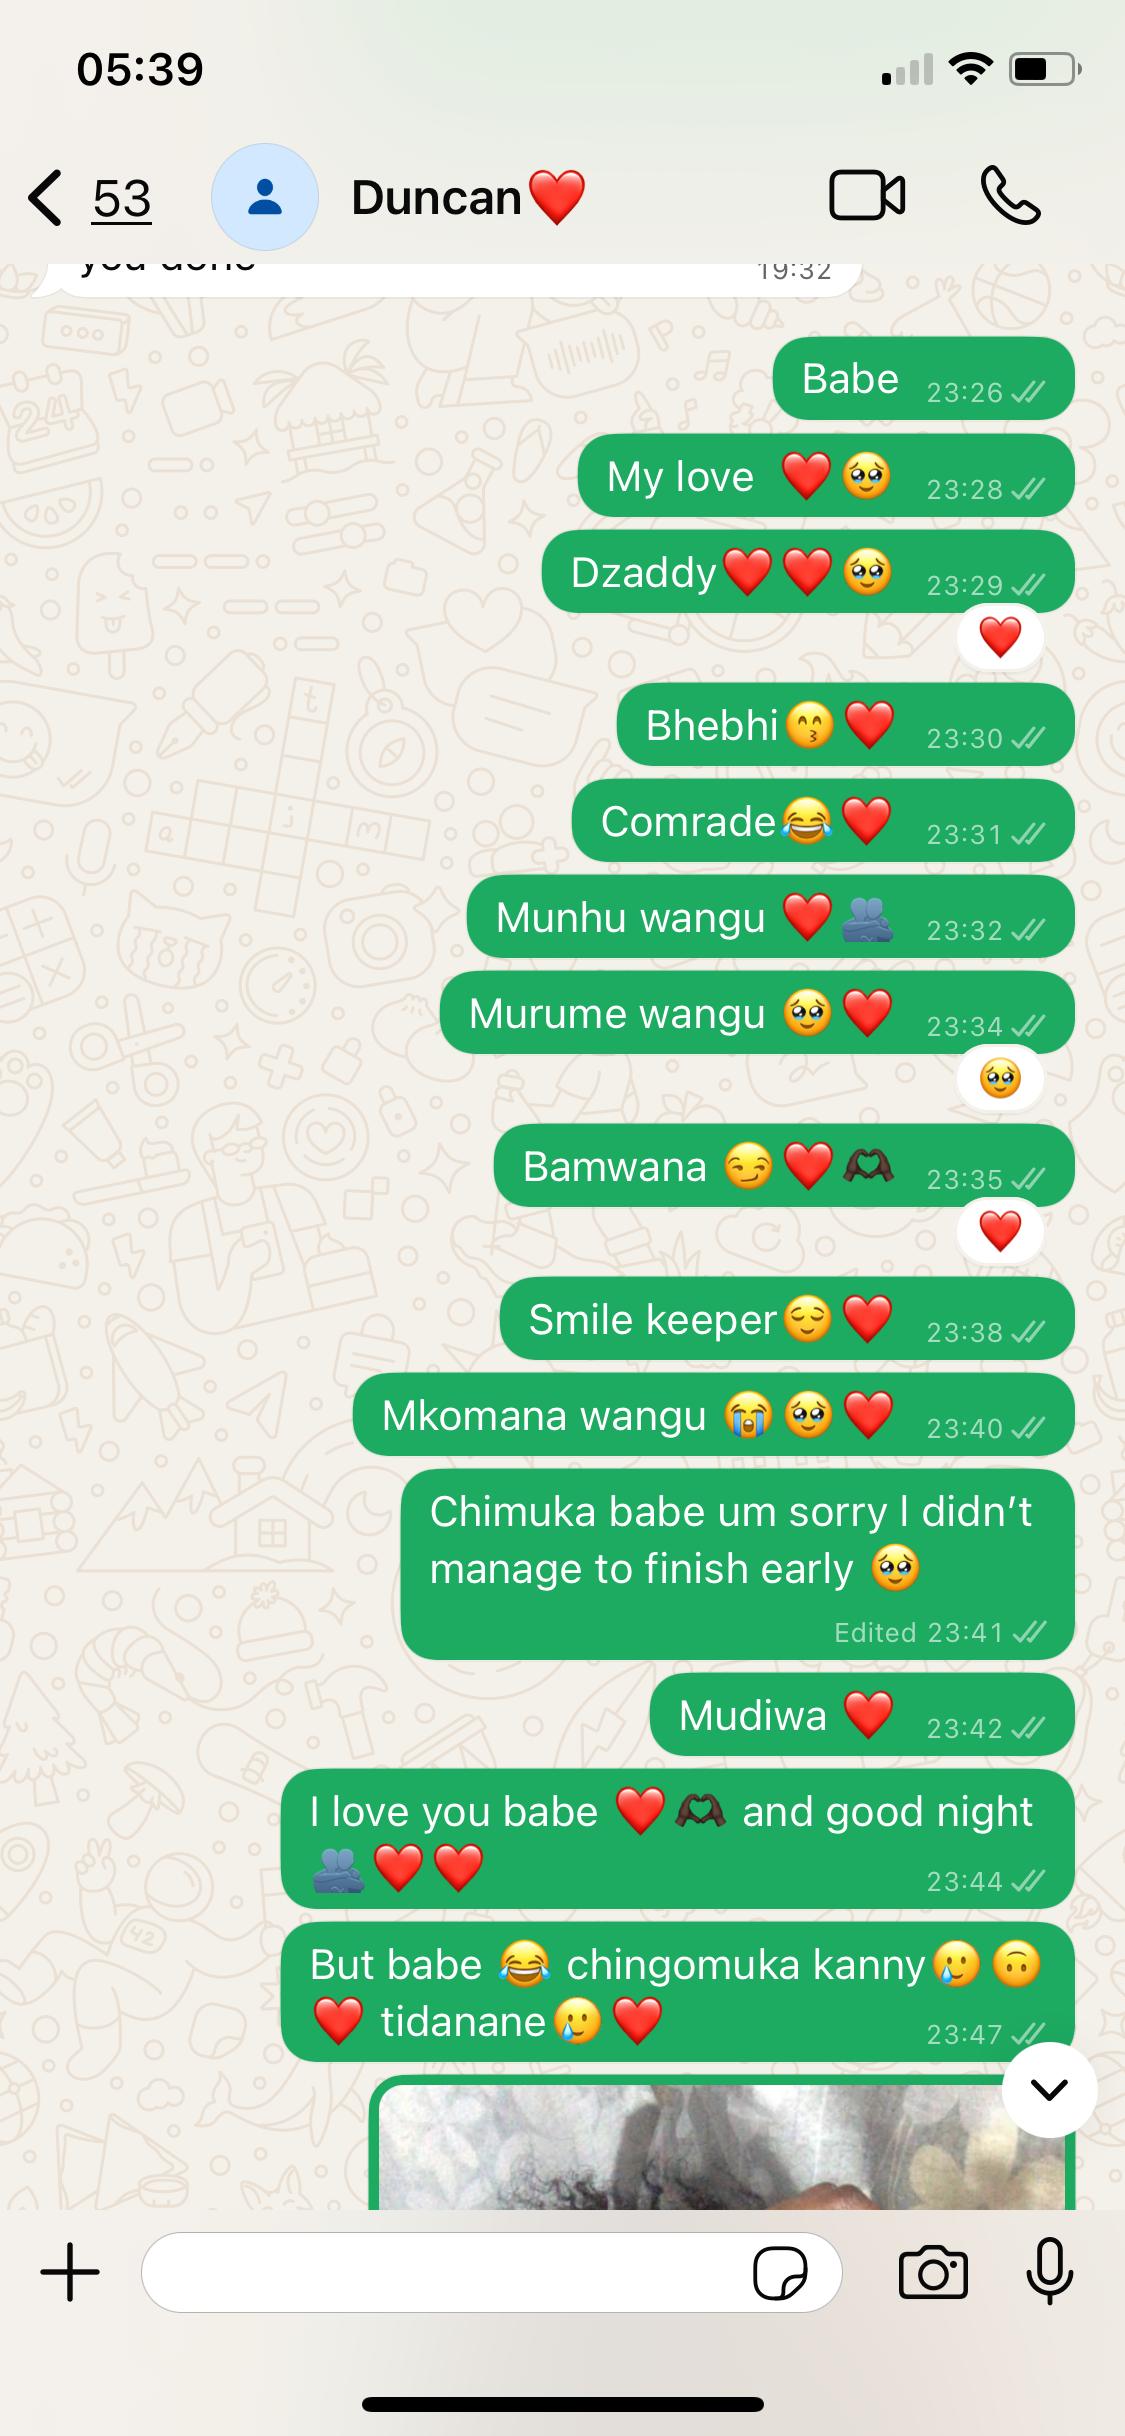 05:39
53
Duncan❤️
you done 19:32
Babe 23:26
My love ❤️🥹 23:28
Dzaddy❤️❤️🥹 23:29
❤️
Bhebhi😙❤️ 23:30
Comrade😂❤️ 23:31
Munhu wangu ❤️🫂 23:32
Murume wangu 🥹❤️ 23:34
🥹
Bamwana 😏❤️🫶🏿 23:35
❤️
Smile keeper😌❤️ 23:38
Mkomana wangu 😭🥹❤️ 23:40
Chimuka babe um sorry I didn’t
manage to finish early 🥹
Edited 23:41
Mudiwa ❤️ 23:42
I love you babe ❤️🫶🏿 and good night
🫂❤️❤️ 23:44
But babe 😂 chingomuka kanny🥲🙃
❤️ tidanane🥲❤️ 23:47